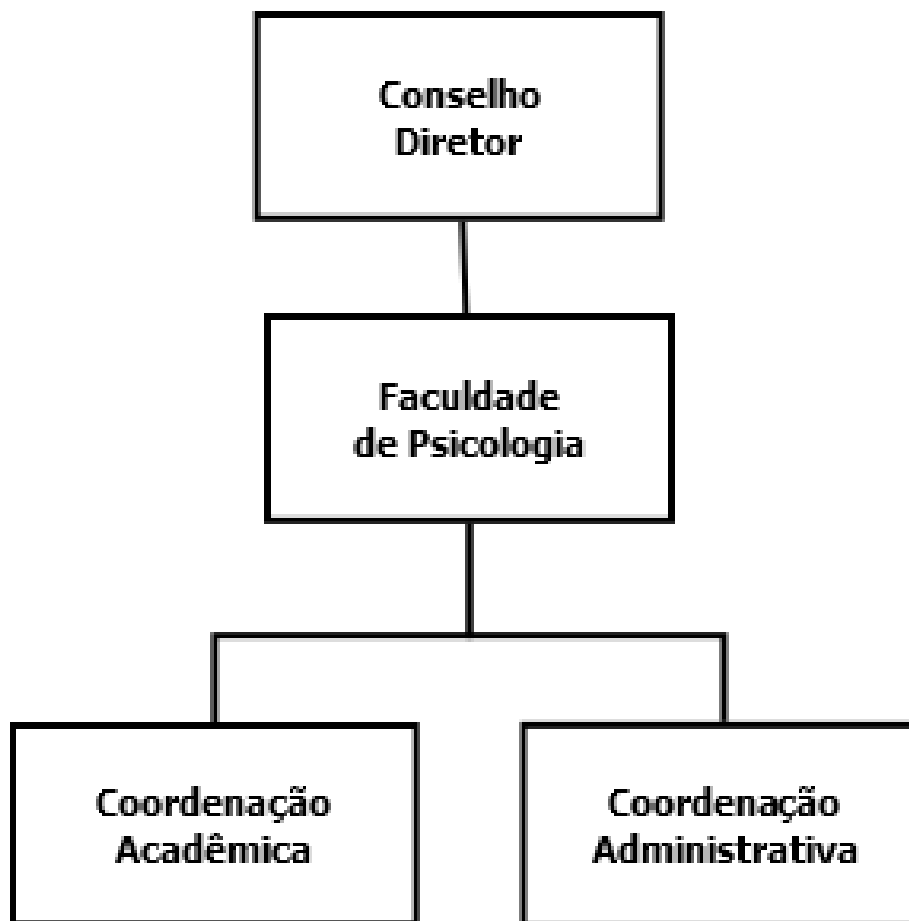 Conselho
Diretor
Faculdade
de Psicologia
Coordenação
Acadêmica
Coordenação
Administrativa